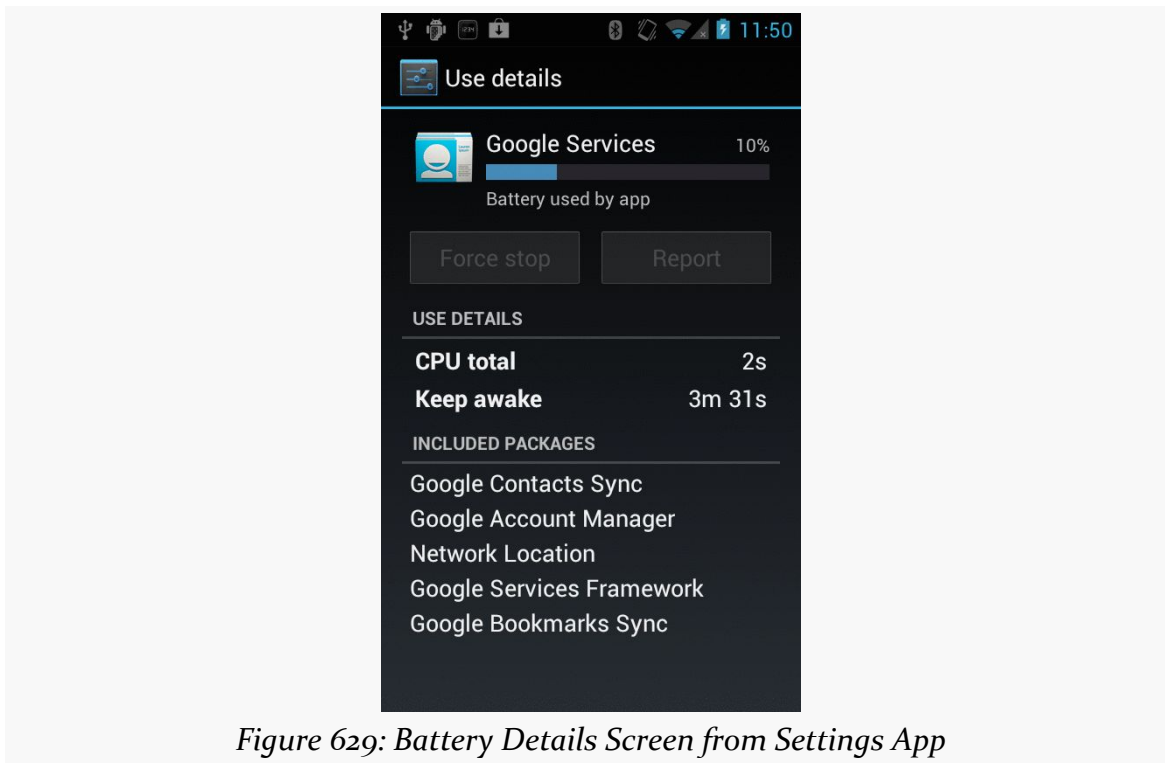 11:50
Use details
Google Services 10%
Battery used by app
Force stop Report
USE DETAILS
CPU total 2s
Keep awake 3m 31s
INCLUDED PACKAGES
Google Contacts Sync
Google Account Manager
Network Location
Google Services Framework
Google Bookmarks Sync
Figure 629: Battery Details Screen from Settings App